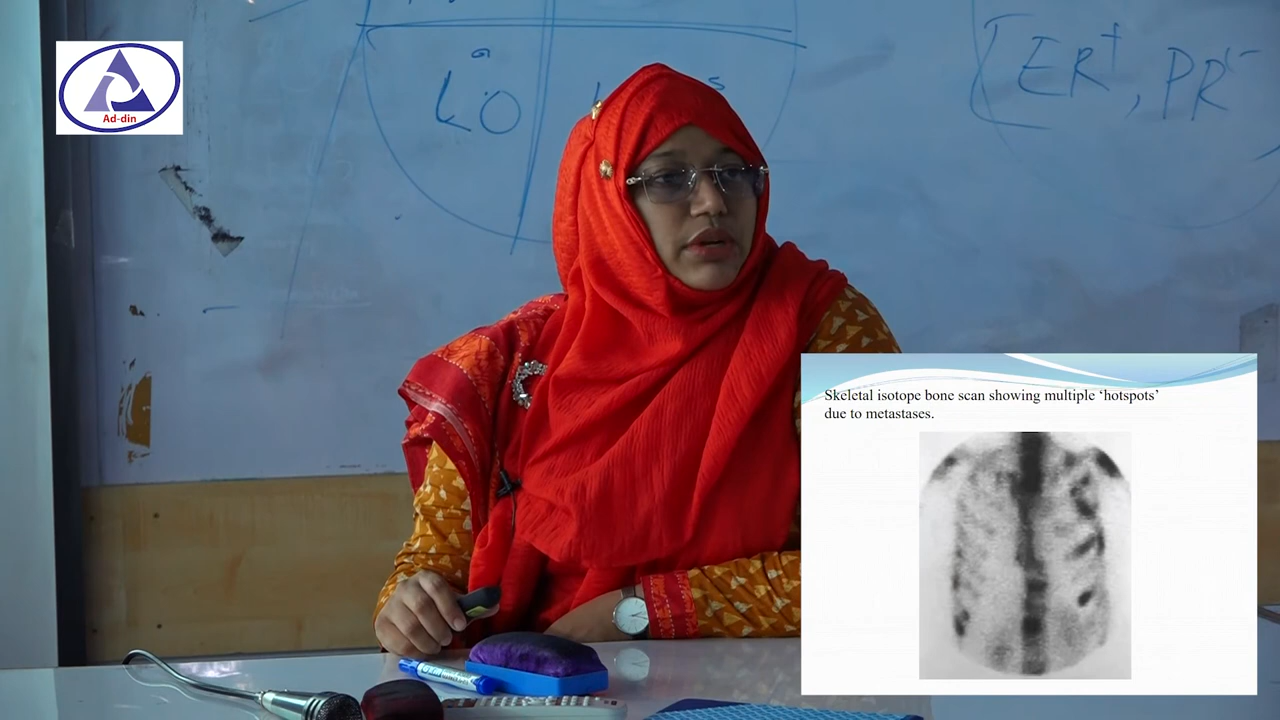 Ad-din
LO
ER+, PR-
Skeletal isotope bone scan showing multiple ‘hotspots’
due to metastases.